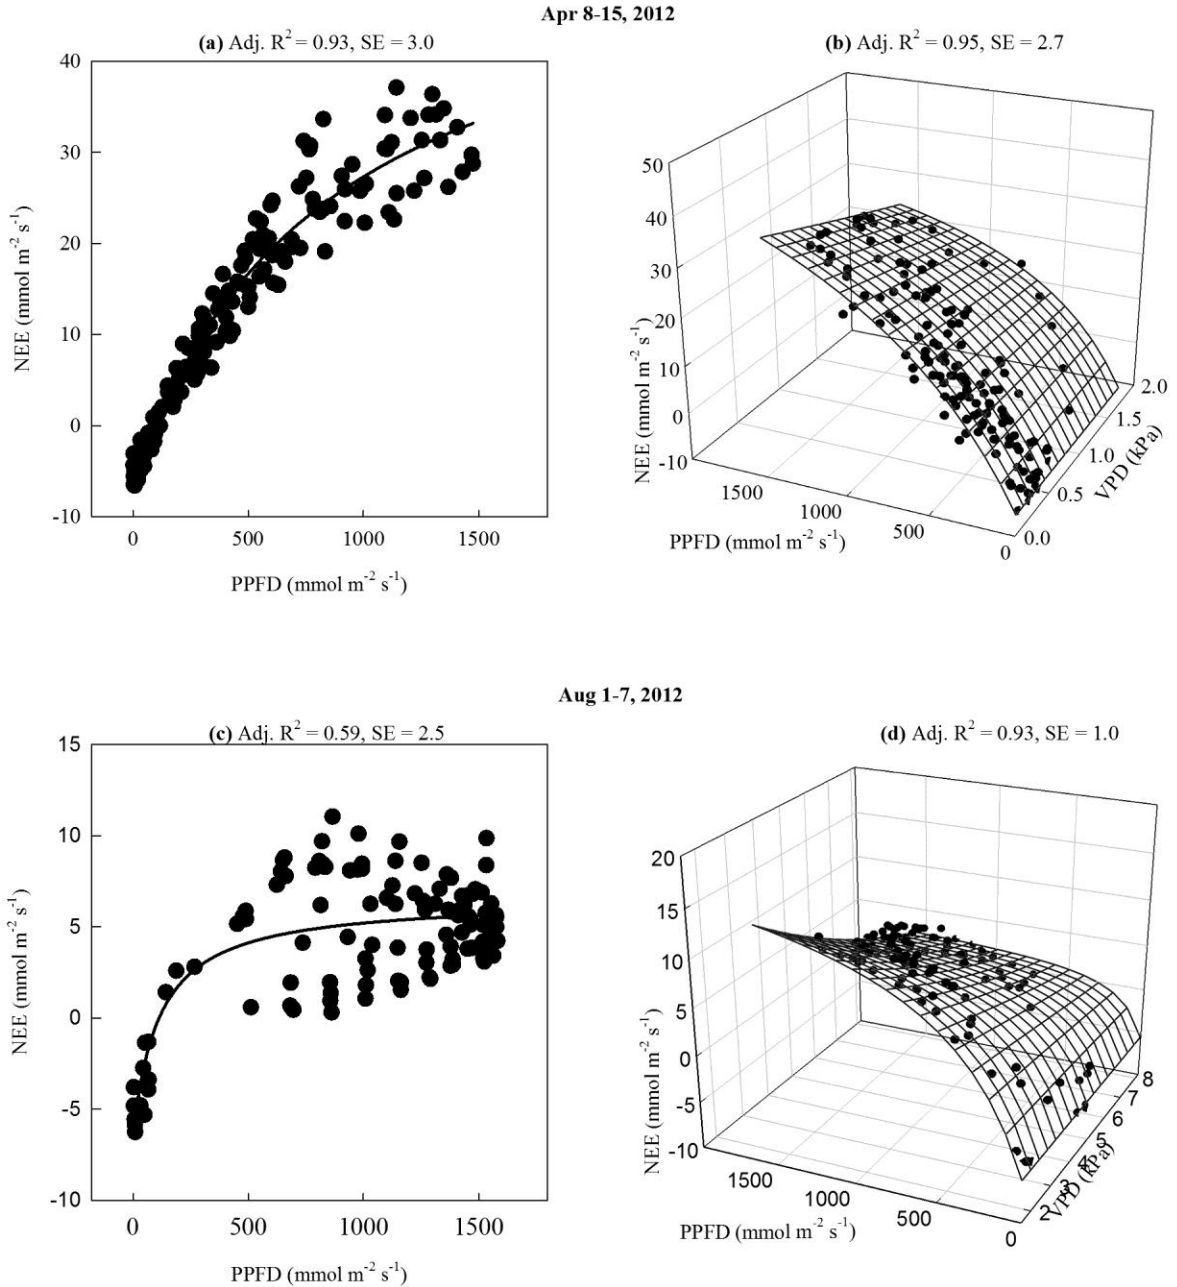 Apr 8-15, 2012
(a) Adj. R² = 0.93, SE = 3.0
40
30
20
10
0
-10
NEE (mmol m⁻² s⁻¹)
0 500 1000 1500
PPFD (mmol m⁻² s⁻¹)
(b) Adj. R² = 0.95, SE = 2.7
50
40
30
20
10
0
-10
NEE (mmol m⁻² s⁻¹)
1500 1000 500 0
PPFD (mmol m⁻² s⁻¹)
2.0
1.5
1.0
0.5
0.0
VPD (kPa)
Aug 1-7, 2012
(c) Adj. R² = 0.59, SE = 2.5
15
10
5
0
-5
-10
NEE (mmol m⁻² s⁻¹)
0 500 1000 1500
PPFD (mmol m⁻² s⁻¹)
(d) Adj. R² = 0.93, SE = 1.0
20
15
10
5
0
-5
-10
NEE (mmol m⁻² s⁻¹)
1500 1000 500 0
PPFD (mmol m⁻² s⁻¹)
8
7
6
5
4
3
2
VPD (kPa)